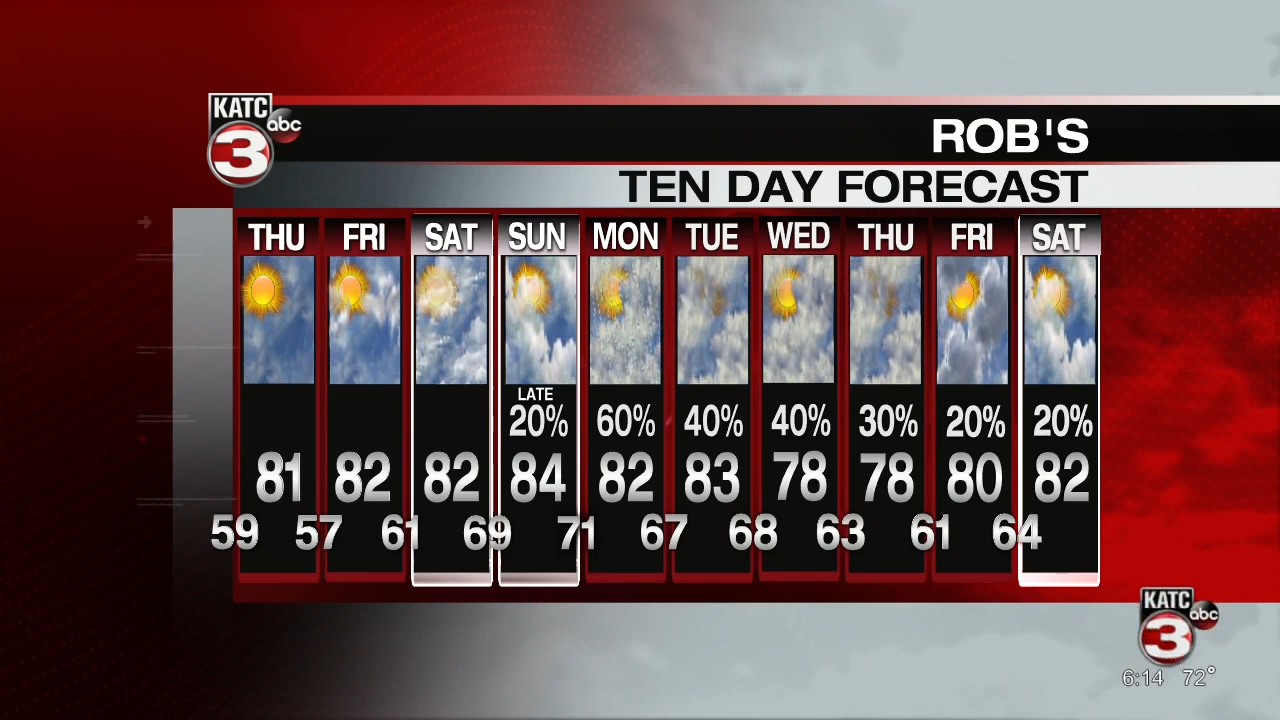 KATC
abc
3
ROB'S
TEN DAY FORECAST
THU FRI SAT SUN MON TUE WED THU FRI SAT
LATE
20% 60% 40% 40% 30% 20% 20%
81 82 82 84 82 83 78 78 80 82
59 57 61 69 71 67 68 63 61 64
KATC
abc
3
6:14 72°